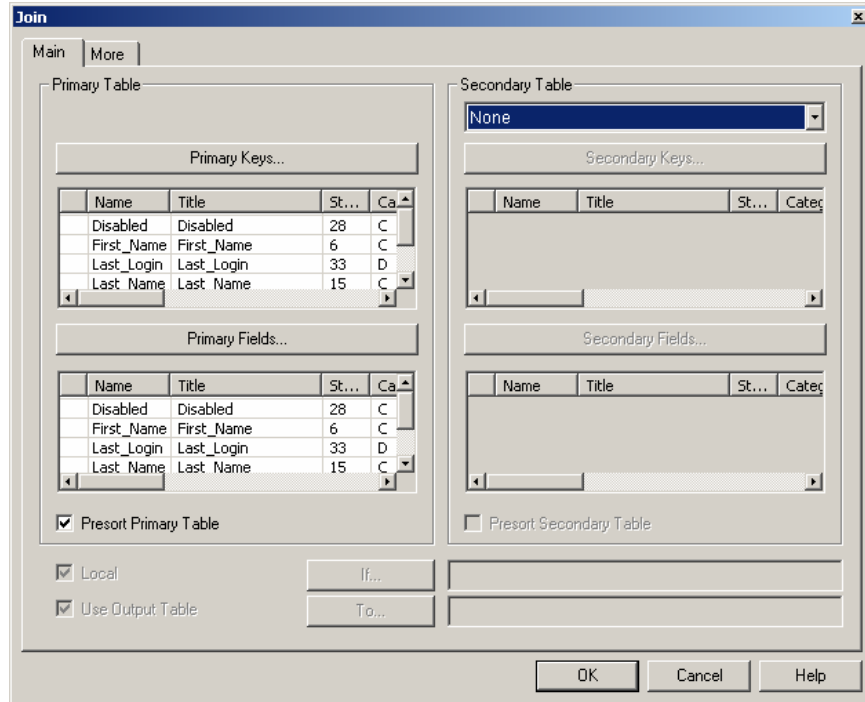 Join
Main More
Primary Table
Secondary Table
None
Primary Keys...
Secondary Keys...
Name Title St... Ca
Disabled Disabled 28 C
First_Name First_Name 6 C
Last_Login Last_Login 33 D
Last_Name Last_Name 15 C
Name Title St... Categ
Primary Fields...
Secondary Fields...
Name Title St... Ca
Disabled Disabled 28 C
First_Name First_Name 6 C
Last_Login Last_Login 33 D
Last_Name Last_Name 15 C
Name Title St... Categ
Presort Primary Table
Presort Secondary Table
Local
If...
Use Output Table
To...
OK Cancel Help